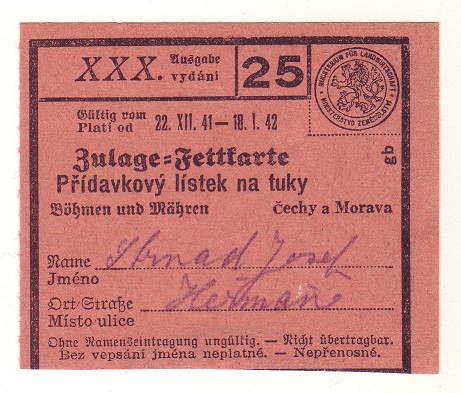 XXX. Ausgabe
vydání
25
MINISTERIUM FÜR LANDWIRTSCHAFT
MINISTERSTVO ZEMĚDĚLSTVÍ
Gültig vom
Platí od 22. XII. 41 — 18. I. 42
Zulage=Fettkarte
Přídavkový lístek na tuky
gb
Böhmen und Mähren Čechy a Morava
Name Strnad Josef
Jméno
Ort/Straße Heřmaně
Místo/ulice
Ohne Namenseintragung ungültig. — Nicht übertragbar.
Bez vepsání jména neplatné. — Nepřenosné.